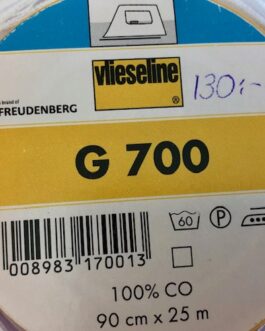 vlieseline
®
130:-
a brand of
FREUDENBERG
G 700
60 P
008983 170013
100% CO
90 cm x 25 m